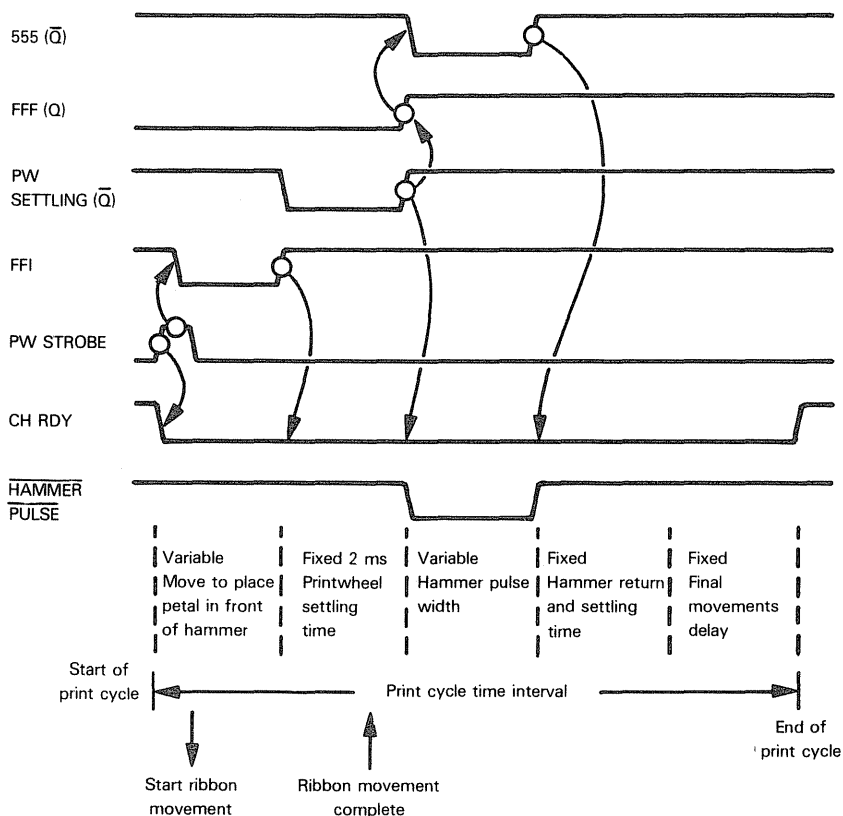 555 (Q̅)
FFF (Q)
PW
SETTLING (Q̅)
FFI
PW STROBE
CH RDY
HAMMER
PULSE
Variable
Move to place
petal in front
of hammer
Fixed 2 ms
Printwheel
settling
time
Variable
Hammer pulse
width
Fixed
Hammer return
and settling
time
Fixed
Final
movements
delay
Start of
print cycle
Print cycle time interval
End of
print cycle
Start ribbon
movement
Ribbon movement
complete